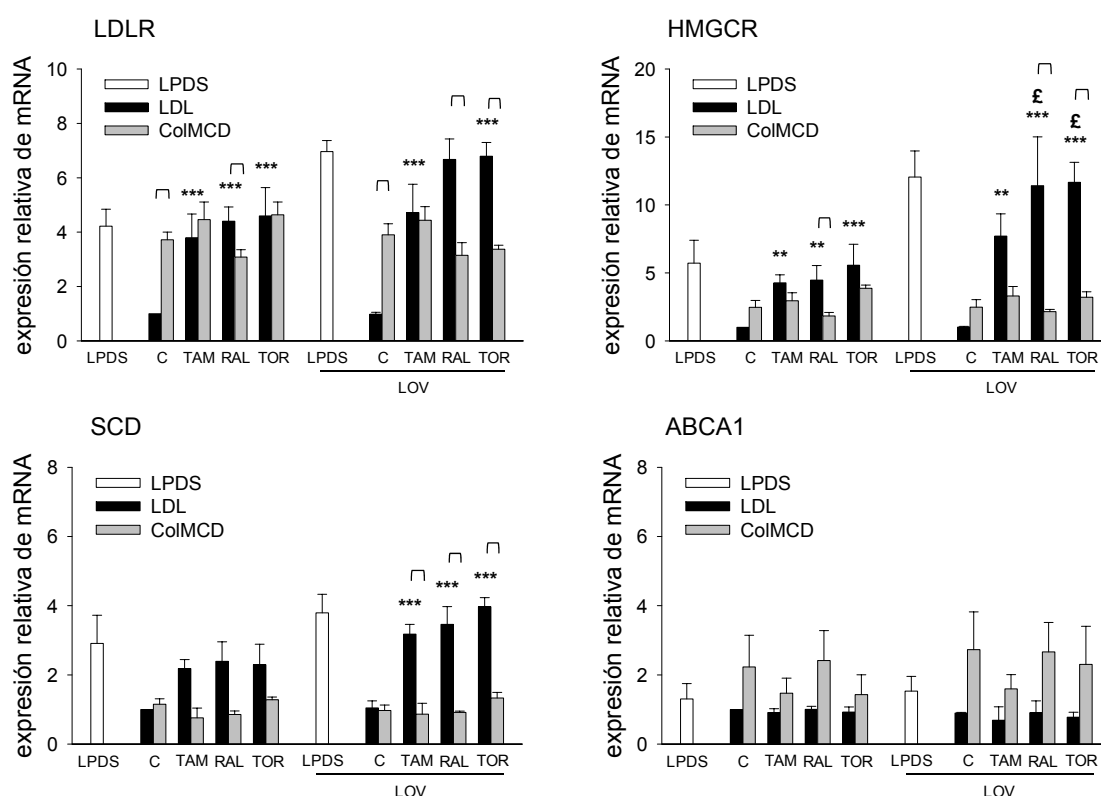 LDLR
expresión relativa de mRNA
10
8
6
4
2
0
LPDS
LDL
ColMCD
***
***
***
***
***
LPDS
C
TAM
RAL
TOR
LPDS
C
TAM
RAL
TOR
LOV
HMGCR
expresión relativa de mRNA
20
15
10
5
0
LPDS
LDL
ColMCD
**
**
***
**
£
***
£
***
LPDS
C
TAM
RAL
TOR
LPDS
C
TAM
RAL
TOR
LOV
SCD
expresión relativa de mRNA
8
6
4
2
0
LPDS
LDL
ColMCD
***
***
***
LPDS
C
TAM
RAL
TOR
LPDS
C
TAM
RAL
TOR
LOV
ABCA1
expresión relativa de mRNA
8
6
4
2
0
LPDS
LDL
ColMCD
LPDS
C
TAM
RAL
TOR
LPDS
C
TAM
RAL
TOR
LOV